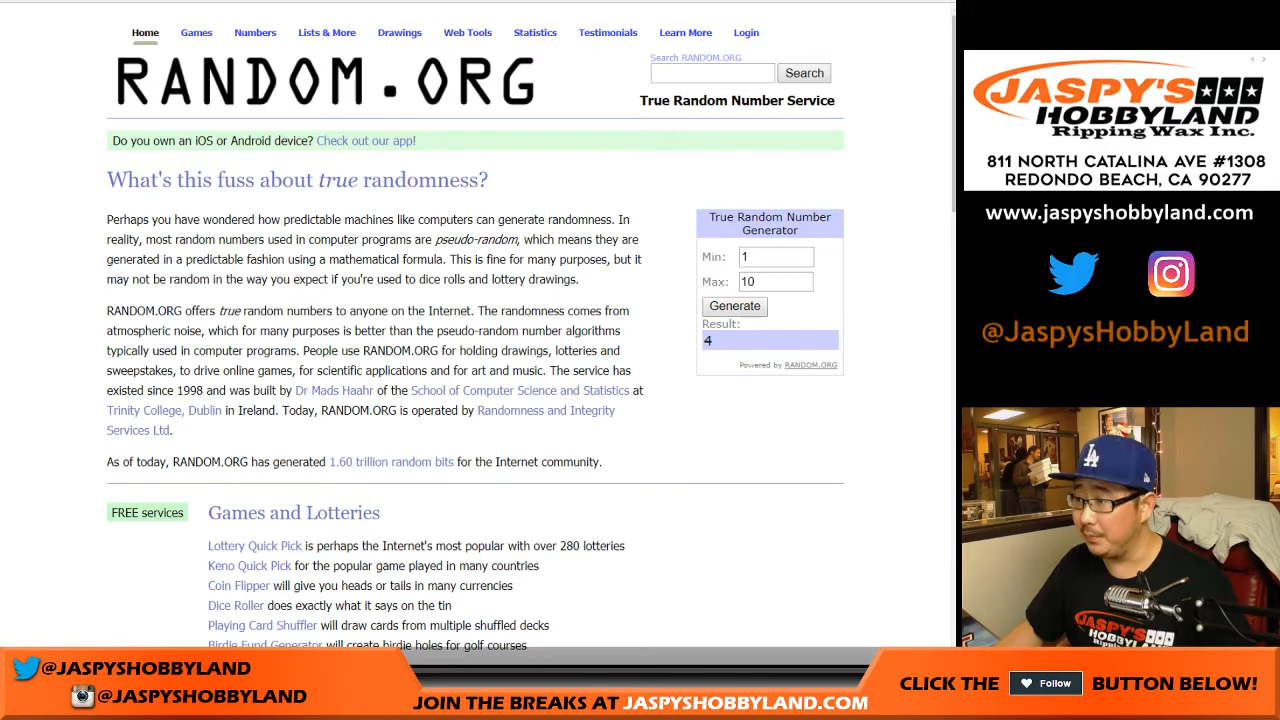 Home Games Numbers Lists & More Drawings Web Tools Statistics Testimonials Learn More Login
RANDOM.ORG
Search RANDOM.ORG
Search
True Random Number Service
Do you own an iOS or Android device? Check out our app!
What's this fuss about true randomness?
Perhaps you have wondered how predictable machines like computers can generate randomness. In
reality, most random numbers used in computer programs are pseudo-random, which means they are
generated in a predictable fashion using a mathematical formula. This is fine for many purposes, but it
may not be random in the way you expect if you're used to dice rolls and lottery drawings.
RANDOM.ORG offers true random numbers to anyone on the Internet. The randomness comes from
atmospheric noise, which for many purposes is better than the pseudo-random number algorithms
typically used in computer programs. People use RANDOM.ORG for holding drawings, lotteries and
sweepstakes, to drive online games, for scientific applications and for art and music. The service has
existed since 1998 and was built by Dr Mads Haahr of the School of Computer Science and Statistics at
Trinity College, Dublin in Ireland. Today, RANDOM.ORG is operated by Randomness and Integrity
Services Ltd.
As of today, RANDOM.ORG has generated 1.60 trillion random bits for the Internet community.
True Random Number
Generator
Min: 1
Max: 10
Generate
Result:
4
Powered by RANDOM.ORG
FREE services
Games and Lotteries
Lottery Quick Pick is perhaps the Internet's most popular with over 280 lotteries
Keno Quick Pick for the popular game played in many countries
Coin Flipper will give you heads or tails in many currencies
Dice Roller does exactly what it says on the tin
Playing Card Shuffler will draw cards from multiple shuffled decks
Birdie Fund Generator will create birdie holes for golf courses
JASPY'S
HOBBYLAND
Ripping Wax Inc.
811 NORTH CATALINA AVE #1308
REDONDO BEACH, CA 90277
www.jaspyshobbyland.com
@JaspysHobbyLand
LA
JASPY'S
HOBBYLAND
@JASPYSHOBBYLAND
@JASPYSHOBBYLAND
JOIN THE BREAKS AT JASPYSHOBBYLAND.COM
CLICK THE Follow BUTTON BELOW!